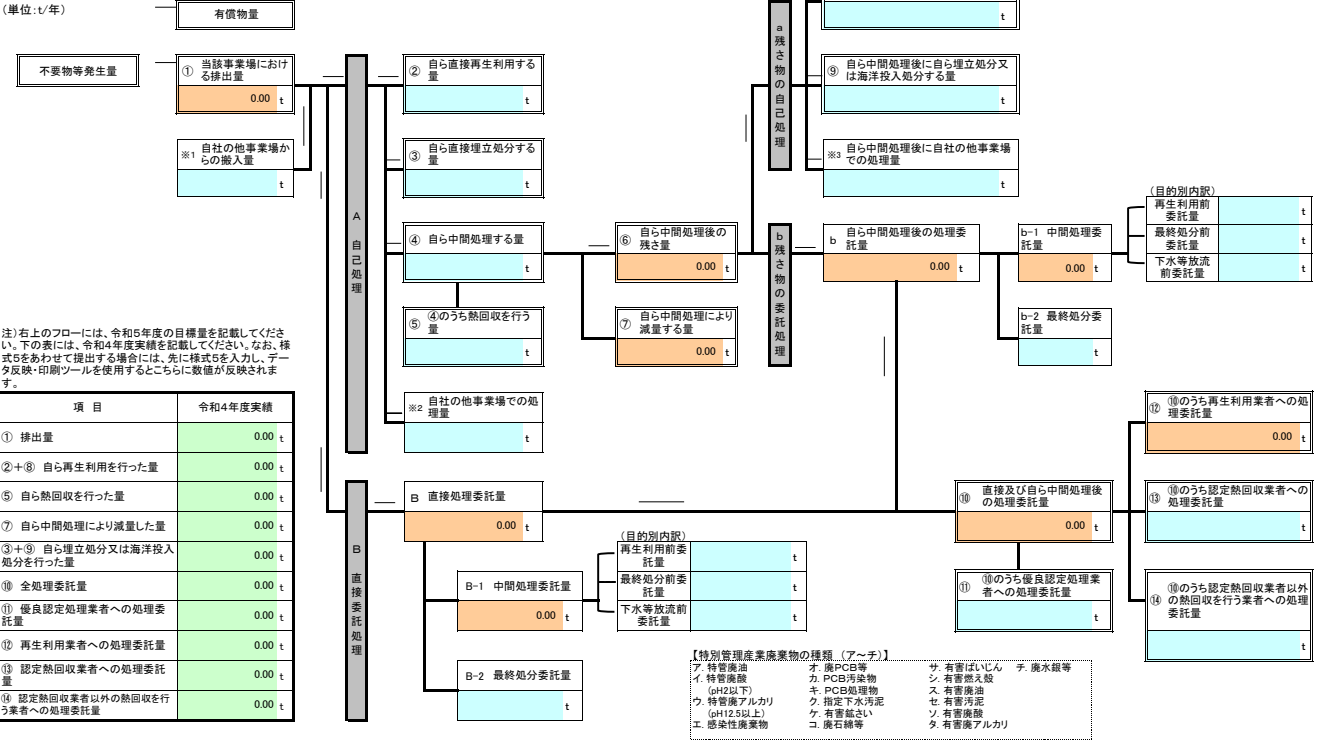 (単位:t/年)
有償物量
t
不要物等発生量
① 当該事業場におけ
る排出量
0.00 t
※1 自社の他事業場か
らの搬入量
t
A
自
己
処
理
② 自ら直接再生利用する
量
t
③ 自ら直接埋立処分する
量
t
④ 自ら中間処理する量
t
⑤ ④のうち熱回収を行う
量
t
※2 自社の他事業場での処
理量
t
⑥ 自ら中間処理後の
残さ量
0.00 t
⑦ 自ら中間処理により
減量する量
0.00 t
a
残
さ
物
の
自
己
処
理
⑨ 自ら中間処理後に自ら埋立処分又
は海洋投入処分する量
t
※3 自ら中間処理後に自社の他事業場
での処理量
t
b
残
さ
物
の
委
託
処
理
b 自ら中間処理後の処理委
託量
0.00 t
b-1 中間処理委
託量
0.00 t
(目的別内訳)
再生利用前
委託量
t
最終処分前
委託量
t
下水等放流
前委託量
t
b-2 最終処分委
託量
t
注)右上のフローには、令和5年度の目標量を記載してくださ
い。下の表には、令和4年度実績を記載してください。なお、様
式5をあわせて提出する場合には、先に様式5を入力し、デー
タ反映・印刷ツールを使用するとこちらに数値が反映されま
す。
項 目 令和4年度実績
① 排出量 0.00 t
②+⑧ 自ら再生利用を行った量 0.00 t
⑤ 自ら熱回収を行った量 0.00 t
⑦ 自ら中間処理により減量した量 0.00 t
③+⑨ 自ら埋立処分又は海洋投入
処分を行った量 0.00 t
⑩ 全処理委託量 0.00 t
⑪ 優良認定処理業者への処理委
託量 0.00 t
⑫ 再生利用業者への処理委託量 0.00 t
⑬ 認定熱回収業者への処理委託
量 0.00 t
⑭ 認定熱回収業者以外の熱回収を行
う業者への処理委託量 0.00 t
B
直
接
委
託
処
理
B 直接処理委託量
0.00 t
B-1 中間処理委託量
0.00 t
(目的別内訳)
再生利用前委
託量
t
最終処分前委
託量
t
下水等放流前
委託量
t
B-2 最終処分委託量
t
⑩ 直接及び自ら中間処理後
の処理委託量
0.00 t
⑪ ⑩のうち優良認定処理業
者への処理委託量
t
⑫ ⑩のうち再生利用業者への処
理委託量
0.00 t
⑬ ⑩のうち認定熱回収業者への
処理委託量
t
⑭ ⑩のうち認定熱回収業者以外
の熱回収を行う業者への処理
委託量
t
【特別管理産業廃棄物の種類 (ア~チ)】
ア. 特管廃油 オ. 廃PCB等 サ. 有害ばいじん チ. 廃水銀等
イ. 特管廃酸 カ. PCB汚染物 シ. 有害燃え殻
(pH2以下) キ. PCB処理物 ス. 有害廃油
ウ. 特管廃アルカリ ク. 指定下水汚泥 セ. 有害汚泥
(pH12.5以上) ケ. 有害鉱さい ソ. 有害廃酸
エ. 感染性廃棄物 コ. 廃石綿等 タ. 有害廃アルカリ